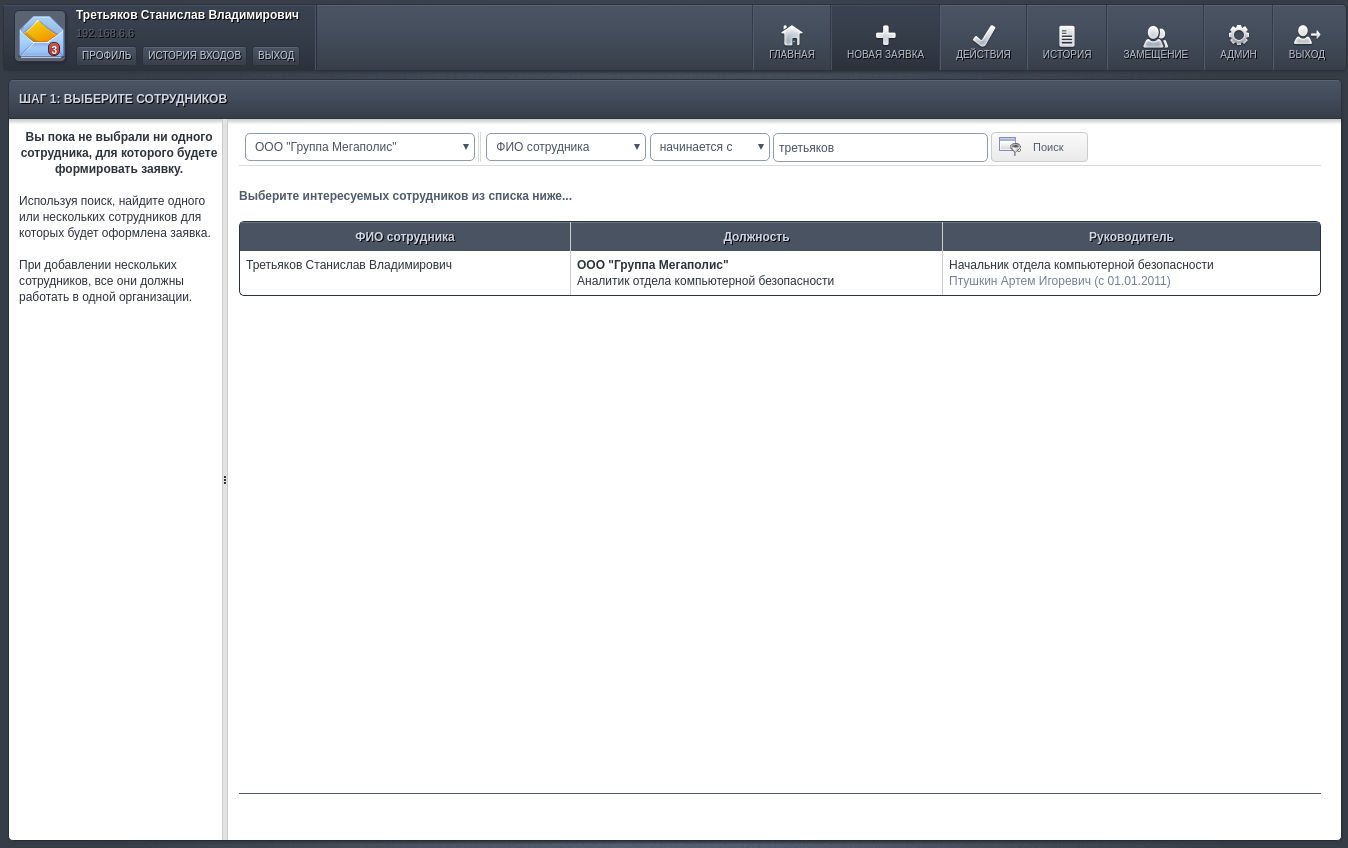 Третьяков Станислав Владимирович
192.168.6.6
3
ПРОФИЛЬ ИСТОРИЯ ВХОДОВ ВЫХОД
ГЛАВНАЯ НОВАЯ ЗАЯВКА ДЕЙСТВИЯ ИСТОРИЯ ЗАМЕЩЕНИЕ АДМИН ВЫХОД
ШАГ 1: ВЫБЕРИТЕ СОТРУДНИКОВ
Вы пока не выбрали ни одного
сотрудника, для которого будете
формировать заявку.
Используя поиск, найдите одного
или нескольких сотрудников для
которых будет оформлена заявка.
При добавлении нескольких
сотрудников, все они должны
работать в одной организации.
ООО "Группа Мегаполис" ФИО сотрудника начинается с третьяков Поиск
Выберите интересуемых сотрудников из списка ниже...
ФИО сотрудника Должность Руководитель
Третьяков Станислав Владимирович ООО "Группа Мегаполис" Начальник отдела компьютерной безопасности
Аналитик отдела компьютерной безопасности Птушкин Артем Игоревич (с 01.01.2011)